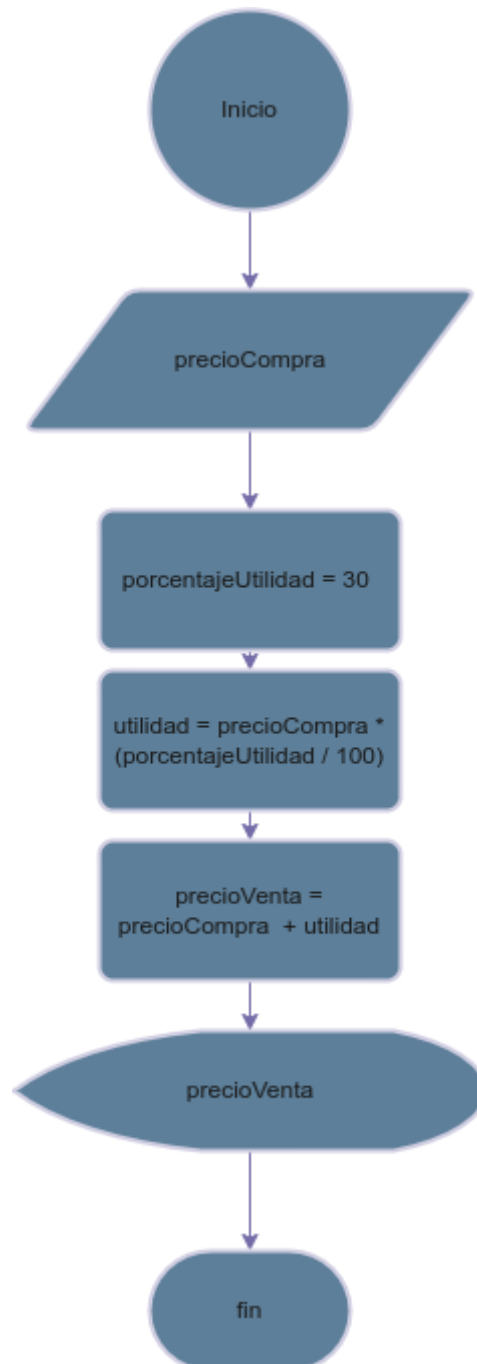 Inicio
precioCompra
porcentajeUtilidad = 30
utilidad = precioCompra *
(porcentajeUtilidad / 100)
precioVenta =
precioCompra  + utilidad
precioVenta
fin